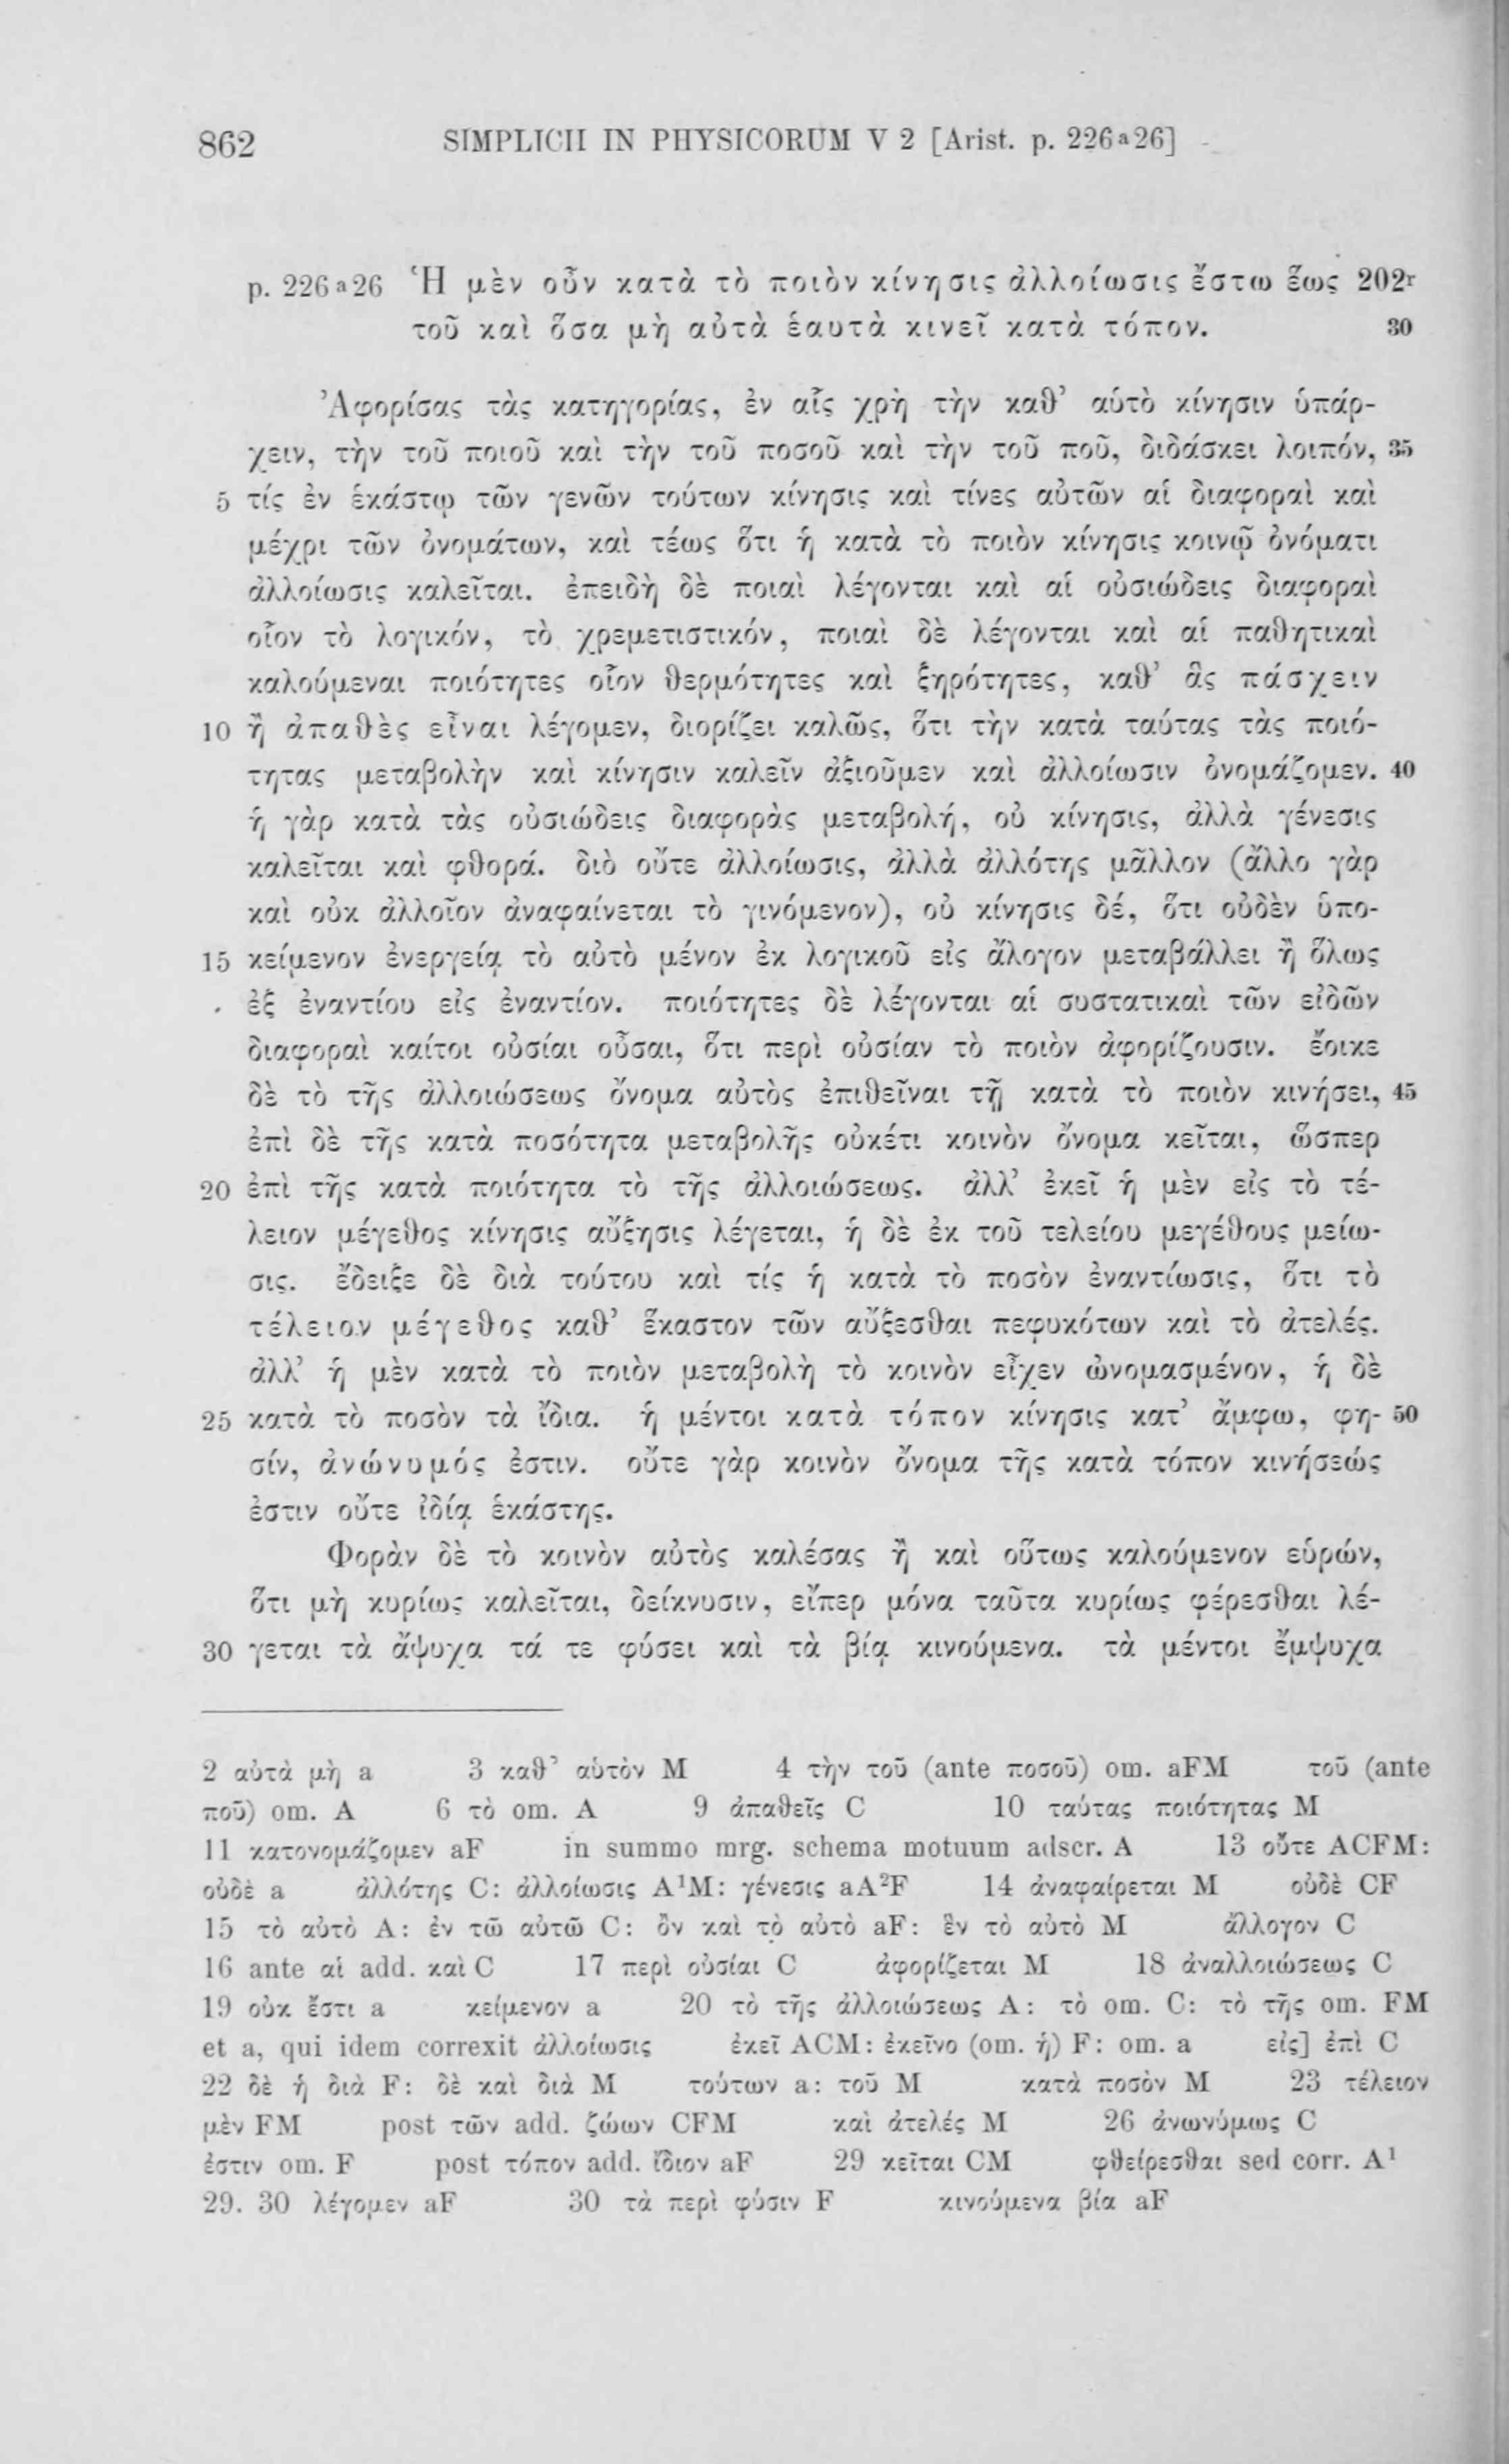 862 SIMPLICII IN PHYSICORUM V 2 [Arist. p. 226ᵃ26]
p. 226ᵃ26 Ἡ μὲν οὖν κατὰ τὸ ποιὸν κίνησις ἀλλοίωσις ἔστω ἕως 202ʳ
τοῦ καὶ ὅσα μὴ αὐτὰ ἑαυτὰ κινεῖ κατὰ τόπον. 30
Ἀφορίσας τὰς κατηγορίας, ἐν αἷς χρὴ τὴν καθ’ αὑτὸ κίνησιν ὑπάρ-
χειν, τὴν τοῦ ποιοῦ καὶ τὴν τοῦ ποσοῦ καὶ τὴν τοῦ ποῦ, διδάσκει λοιπόν, 35
5 τίς ἐν ἑκάστῳ τῶν γενῶν τούτων κίνησις καὶ τίνες αὐτῶν αἱ διαφοραὶ καὶ
μέχρι τῶν ὀνομάτων, καὶ τέως ὅτι ἡ κατὰ τὸ ποιὸν κίνησις κοινῷ ὀνόματι
ἀλλοίωσις καλεῖται. ἐπειδὴ δὲ ποιαὶ λέγονται καὶ αἱ οὐσιώδεις διαφοραὶ
οἷον τὸ λογικόν, τὸ χρεμετιστικόν, ποιαὶ δὲ λέγονται καὶ αἱ παθητικαὶ
καλούμεναι ποιότητες οἷον θερμότητες καὶ ξηρότητες, καθ’ ἃς πάσχειν
10 ἢ ἀπαθὲς εἶναι λέγομεν, διορίζει καλῶς, ὅτι τὴν κατὰ ταύτας τὰς ποιό-
τητας μεταβολὴν καὶ κίνησιν καλεῖν ἀξιοῦμεν καὶ ἀλλοίωσιν ὀνομάζομεν. 40
ἡ γὰρ κατὰ τὰς οὐσιώδεις διαφορὰς μεταβολή, οὐ κίνησις, ἀλλὰ γένεσις
καλεῖται καὶ φθορά. διὸ οὔτε ἀλλοίωσις, ἀλλὰ ἀλλότης μᾶλλον (ἄλλο γὰρ
καὶ οὐκ ἀλλοῖον ἀναφαίνεται τὸ γινόμενον), οὐ κίνησις δέ, ὅτι οὐδὲν ὑπο-
15 κείμενον ἐνεργείᾳ τὸ αὐτὸ μένον ἐκ λογικοῦ εἰς ἄλογον μεταβάλλει ἢ ὅλως
ἐξ ἐναντίου εἰς ἐναντίον. ποιότητες δὲ λέγονται αἱ συστατικαὶ τῶν εἰδῶν
διαφοραὶ καίτοι οὐσίαι οὖσαι, ὅτι περὶ οὐσίαν τὸ ποιὸν ἀφορίζουσιν. ἔοικε
δὲ τὸ τῆς ἀλλοιώσεως ὄνομα αὐτὸς ἐπιθεῖναι τῇ κατὰ τὸ ποιὸν κινήσει, 45
ἐπὶ δὲ τῆς κατὰ ποσότητα μεταβολῆς οὐκέτι κοινὸν ὄνομα κεῖται, ὥσπερ
20 ἐπὶ τῆς κατὰ ποιότητα τὸ τῆς ἀλλοιώσεως. ἀλλ’ ἐκεῖ ἡ μὲν εἰς τὸ τέ-
λειον μέγεθος κίνησις αὔξησις λέγεται, ἡ δὲ ἐκ τοῦ τελείου μεγέθους μείω-
σις. ἔδειξε δὲ διὰ τούτου καὶ τίς ἡ κατὰ τὸ ποσὸν ἐναντίωσις, ὅτι τὸ
τέλειον μέγεθος καθ’ ἕκαστον τῶν αὔξεσθαι πεφυκότων καὶ τὸ ἀτελές.
ἀλλ’ ἡ μὲν κατὰ τὸ ποιὸν μεταβολὴ τὸ κοινὸν εἶχεν ὠνομασμένον, ἡ δὲ
25 κατὰ τὸ ποσὸν τὰ ἴδια. ἡ μέντοι κατὰ τόπον κίνησις κατ’ ἄμφω, φη- 50
σίν, ἀνώνυμός ἐστιν. οὔτε γὰρ κοινὸν ὄνομα τῆς κατὰ τόπον κινήσεώς
ἐστιν οὔτε ἰδίᾳ ἑκάστης.
Φορὰν δὲ τὸ κοινὸν αὐτὸς καλέσας ἢ καὶ οὕτως καλούμενον εὑρών,
ὅτι μὴ κυρίως καλεῖται, δείκνυσιν, εἴπερ μόνα ταῦτα κυρίως φέρεσθαι λέ-
30 γεται τὰ ἄψυχα τά τε φύσει καὶ τὰ βίᾳ κινούμενα. τὰ μέντοι ἔμψυχα
2 αὐτὰ μὴ a 3 καθ’ αὑτὸν M 4 τὴν τοῦ (ante ποσοῦ) om. aFM τοῦ (ante
ποῦ) om. A 6 τὸ om. A 9 ἀπαθεῖς C 10 ταύτας ποιότητας M
11 κατονομάζομεν aF in summo mrg. schema motuum adscr. A 13 οὔτε ACFM:
οὐδὲ a ἀλλότης C: ἀλλοίωσις A¹M: γένεσις aA²F 14 ἀναφαίρεται M οὐδὲ CF
15 τὸ αὐτὸ A: ἐν τῶ αὐτῶ C: ὂν καὶ τὸ αὐτὸ aF: ἓν τὸ αὐτὸ M ἄλλογον C
16 ante αἱ add. καὶ C 17 περὶ οὐσίαι C ἀφορίζεται M 18 ἀναλλοιώσεως C
19 οὐκ ἔστι a κείμενον a 20 τὸ τῆς ἀλλοιώσεως A: τὸ om. C: τὸ τῆς om. FM
et a, qui idem correxit ἀλλοίωσις ἐκεῖ ACM: ἐκεῖνο (om. ἡ) F: om. a εἰς] ἐπὶ C
22 δὲ ἡ διὰ F: δὲ καὶ διὰ M τούτων a: τοῦ M κατὰ ποσὸν M 23 τέλειον
μὲν FM post τῶν add. ζώων CFM καὶ ἀτελές M 26 ἀνωνύμως C
ἐστιν om. F post τόπον add. ἴδιον aF 29 κεῖται CM φθείρεσθαι sed corr. A¹
29. 30 λέγομεν aF 30 τὰ περὶ φύσιν F κινούμενα βία aF